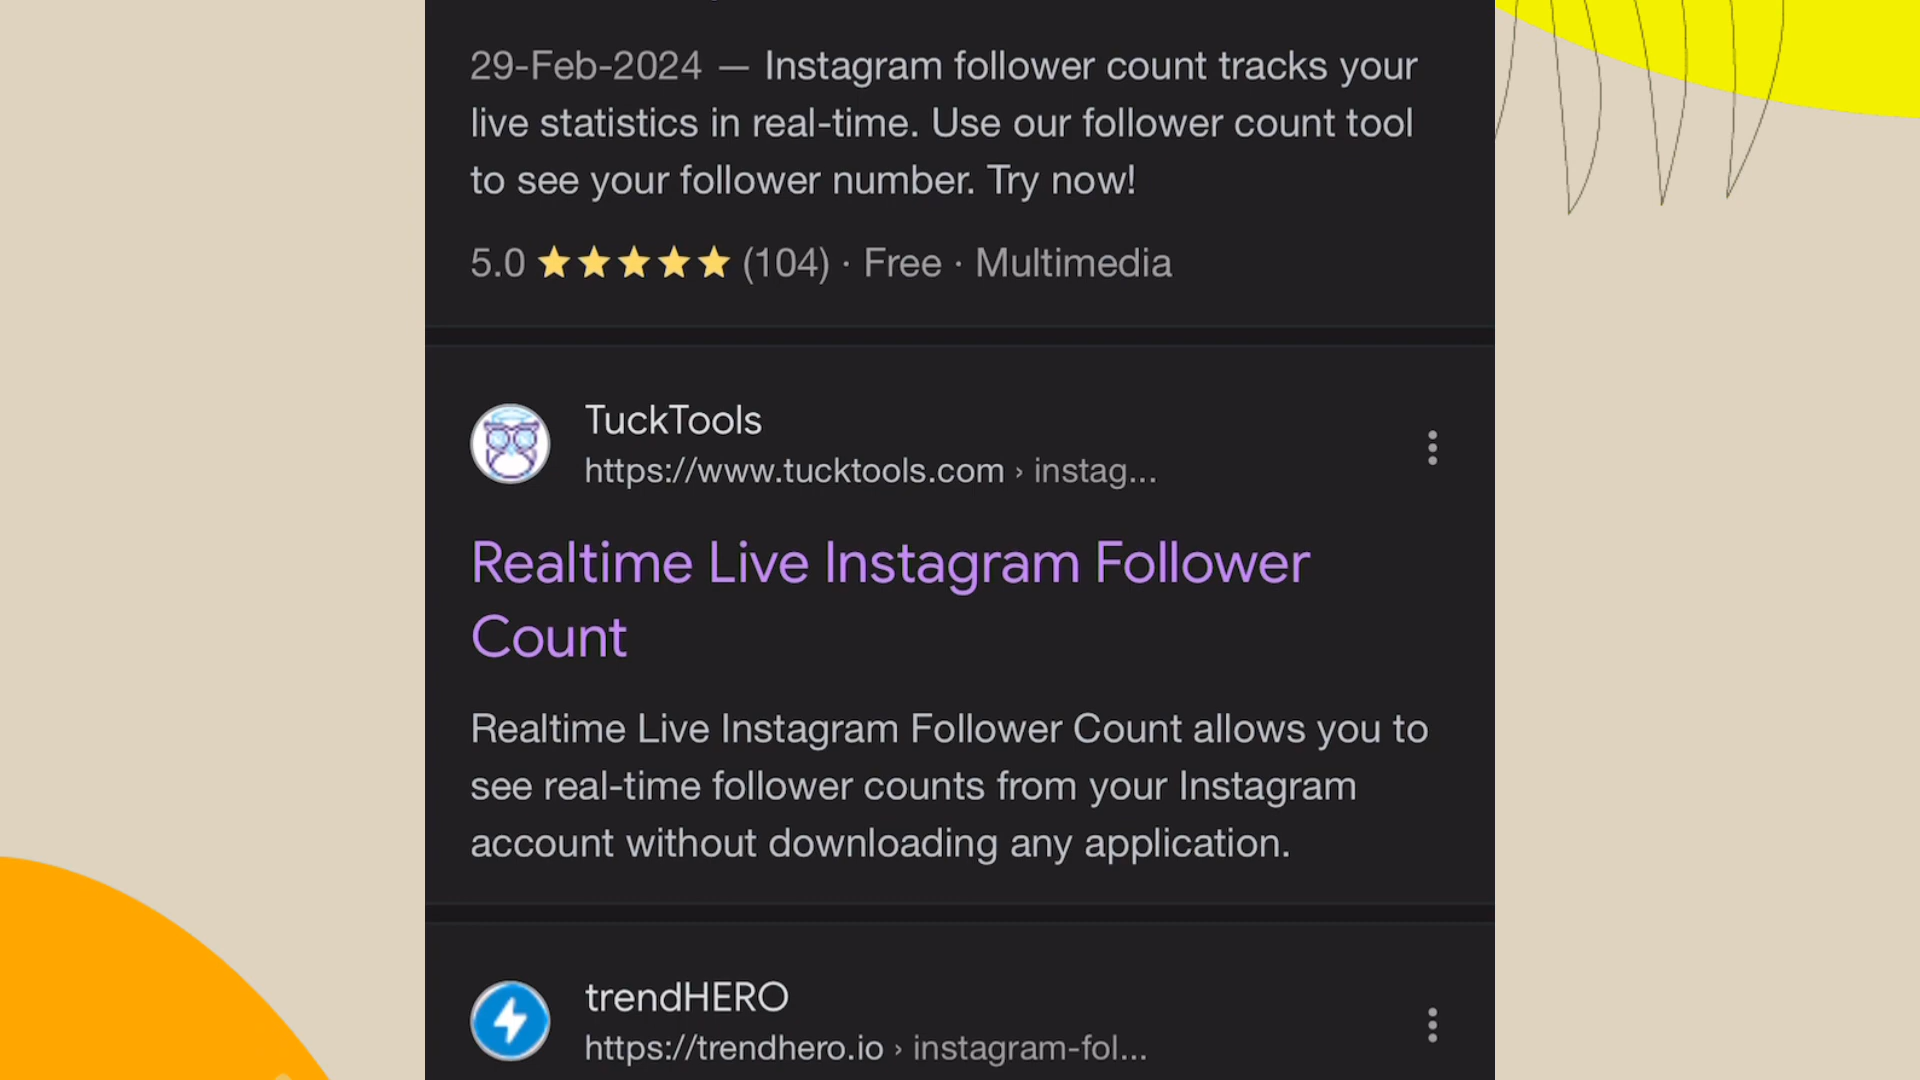 29-Feb-2024 — Instagram follower count tracks your
live statistics in real-time. Use our follower count tool
to see your follower number. Try now!
5.0 ★★★★★ (104) · Free · Multimedia
TuckTools
https://www.tucktools.com › instag...
Realtime Live Instagram Follower
Count
Realtime Live Instagram Follower Count allows you to
see real-time follower counts from your Instagram
account without downloading any application.
trendHERO
https://trendhero.io › instagram-fol...